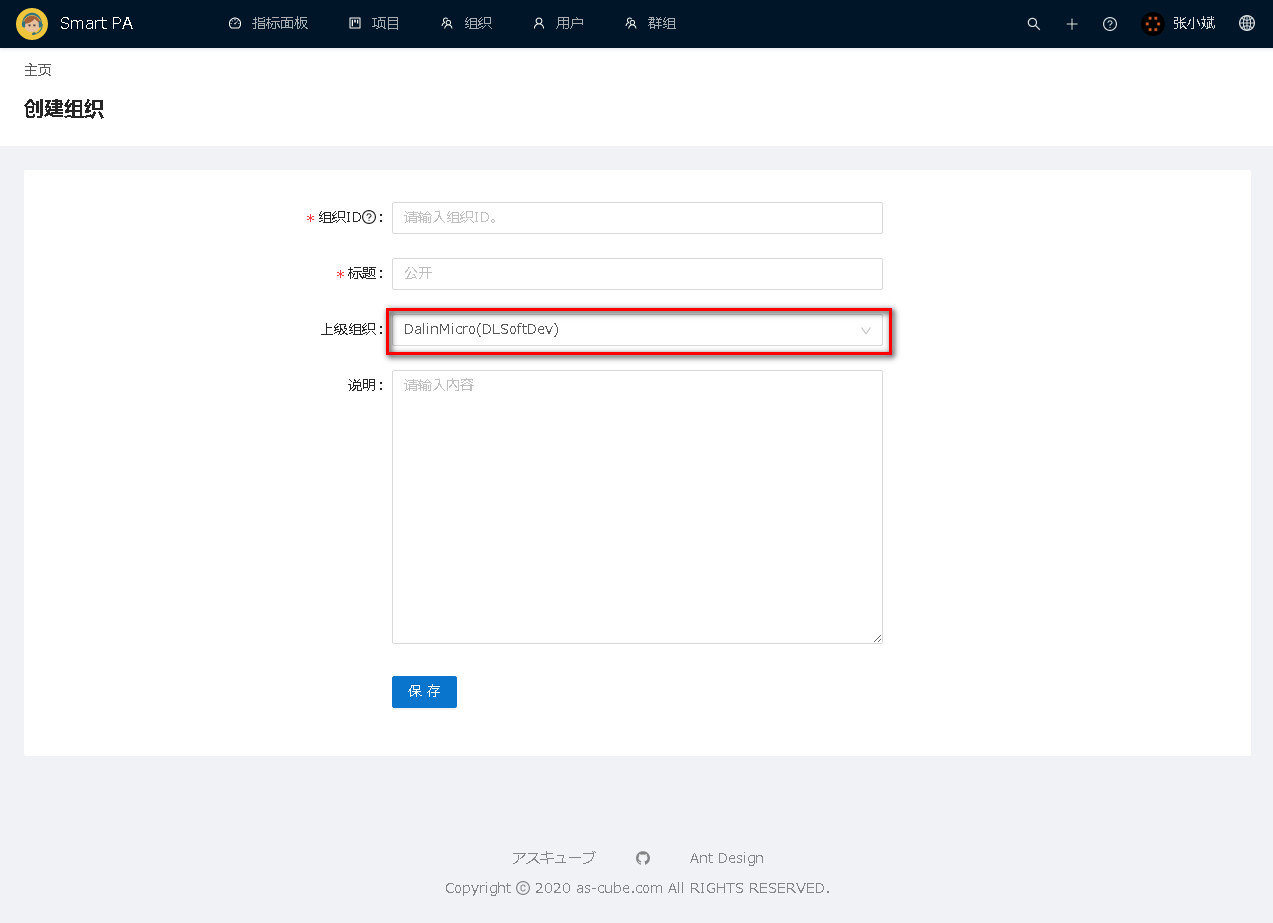 Smart PA 指标面板 项目 组织 用户 群组 张小斌
主页
创建组织
* 组织ID :
请输入组织ID。
* 标题 :
公开
上级组织 :
DalinMicro(DLSoftDev)
说明 :
请输入内容
保 存
アスキューブ Ant Design
Copyright © 2020 as-cube.com All RIGHTS RESERVED.